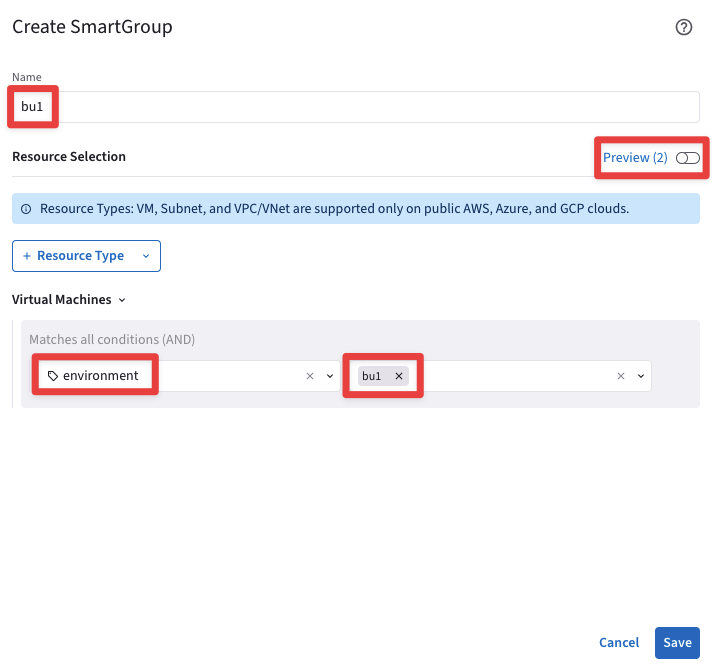 Create SmartGroup
Name
bu1
Resource Selection
Preview (2)
Resource Types: VM, Subnet, and VPC/VNet are supported only on public AWS, Azure, and GCP clouds.
+ Resource Type
Virtual Machines
Matches all conditions (AND)
environment
bu1
Cancel
Save